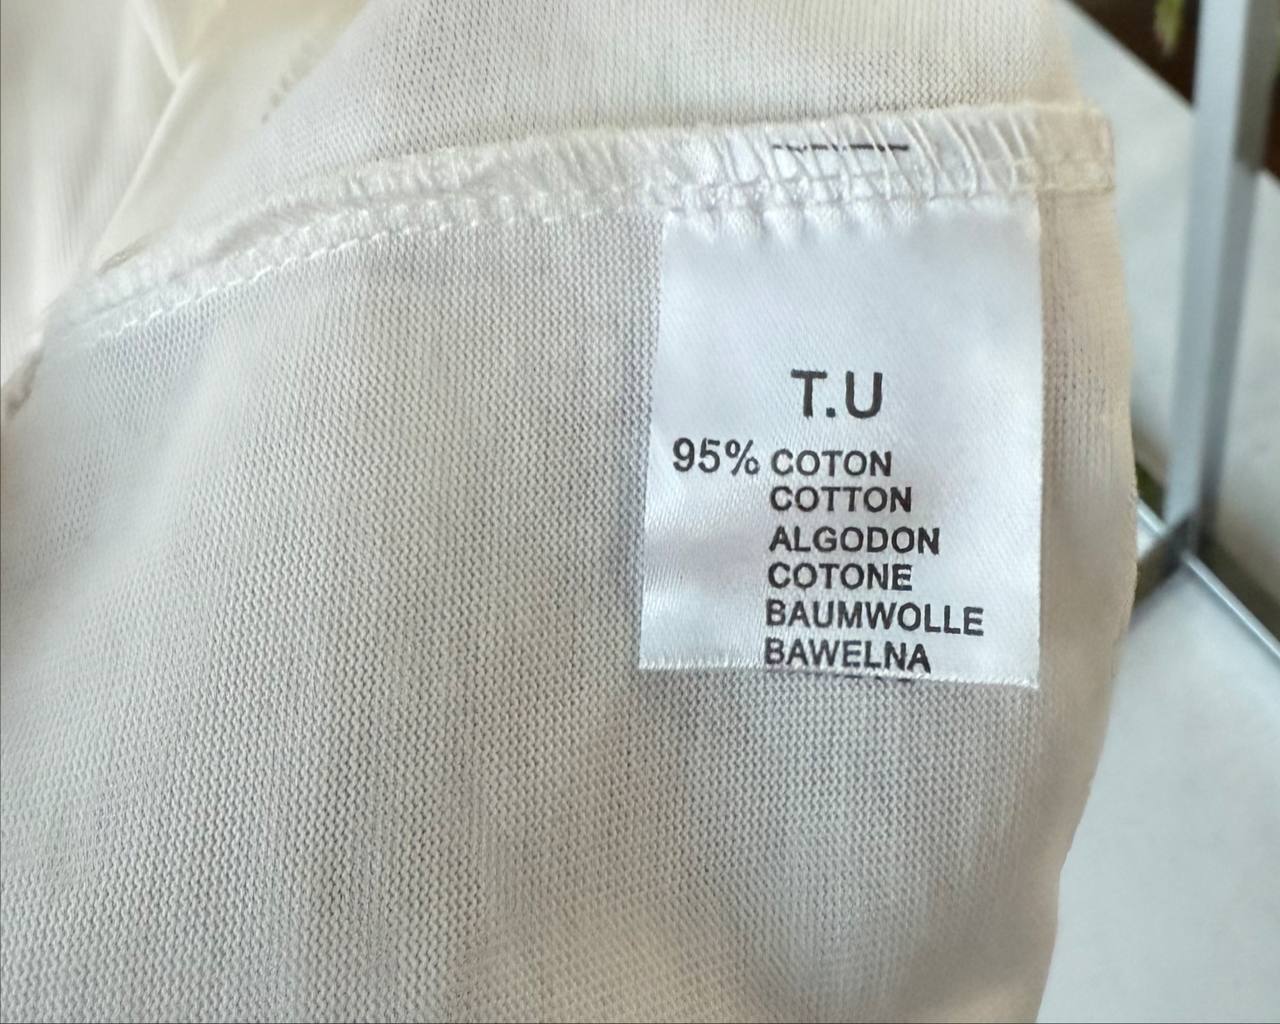 T.U
95% COTON
COTTON
ALGODON
COTONE
BAUMWOLLE
BAWELNA